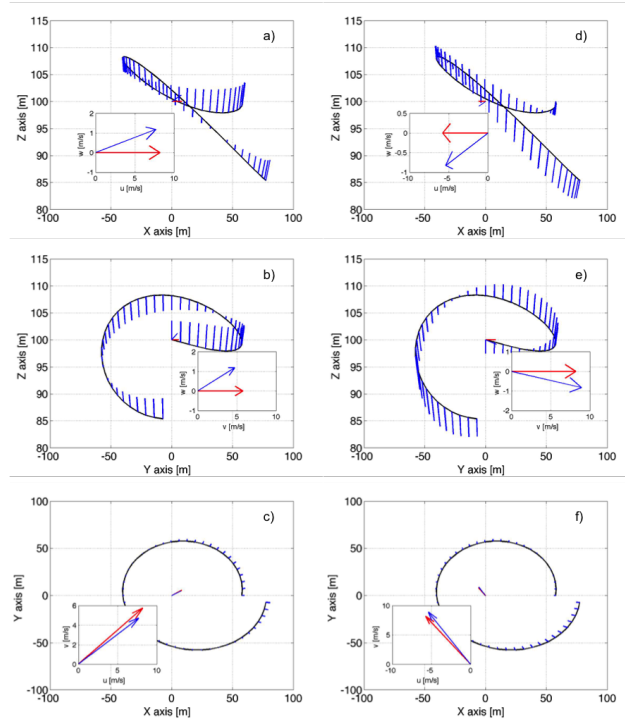 a)
115
110
105
100
95
90
85
80
Z axis [m]
2
1
0
-1
w [m/s]
0 5 10
u [m/s]
-100 -50 0 50 100
X axis [m]
d)
115
110
105
100
95
90
85
80
Z axis [m]
0.5
0
-0.5
-1
w [m/s]
-10 -5 0
u [m/s]
-100 -50 0 50 100
X axis [m]
b)
115
110
105
100
95
90
85
80
Z axis [m]
2
1
0
-1
w [m/s]
0 5 10
v [m/s]
-100 -50 0 50 100
Y axis [m]
e)
115
110
105
100
95
90
85
80
Z axis [m]
1
0
-1
-2
w [m/s]
0 5 10
v [m/s]
-100 -50 0 50 100
Y axis [m]
c)
100
50
0
-50
-100
Y axis [m]
6
4
2
0
v [m/s]
0 5 10
u [m/s]
-100 -50 0 50 100
X axis [m]
f)
100
50
0
-50
-100
Y axis [m]
10
5
0
v [m/s]
-10 -5 0
u [m/s]
-100 -50 0 50 100
X axis [m]